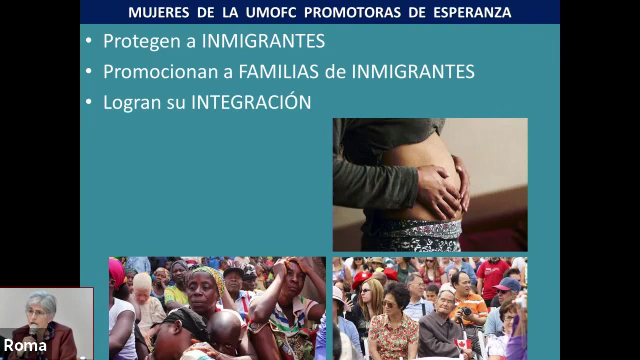 MUJERES DE LA UMOFC PROMOTORAS DE ESPERANZA
• Protegen a INMIGRANTES
• Promocionan a FAMILIAS de INMIGRANTES
• Logran su INTEGRACIÓN
Roma